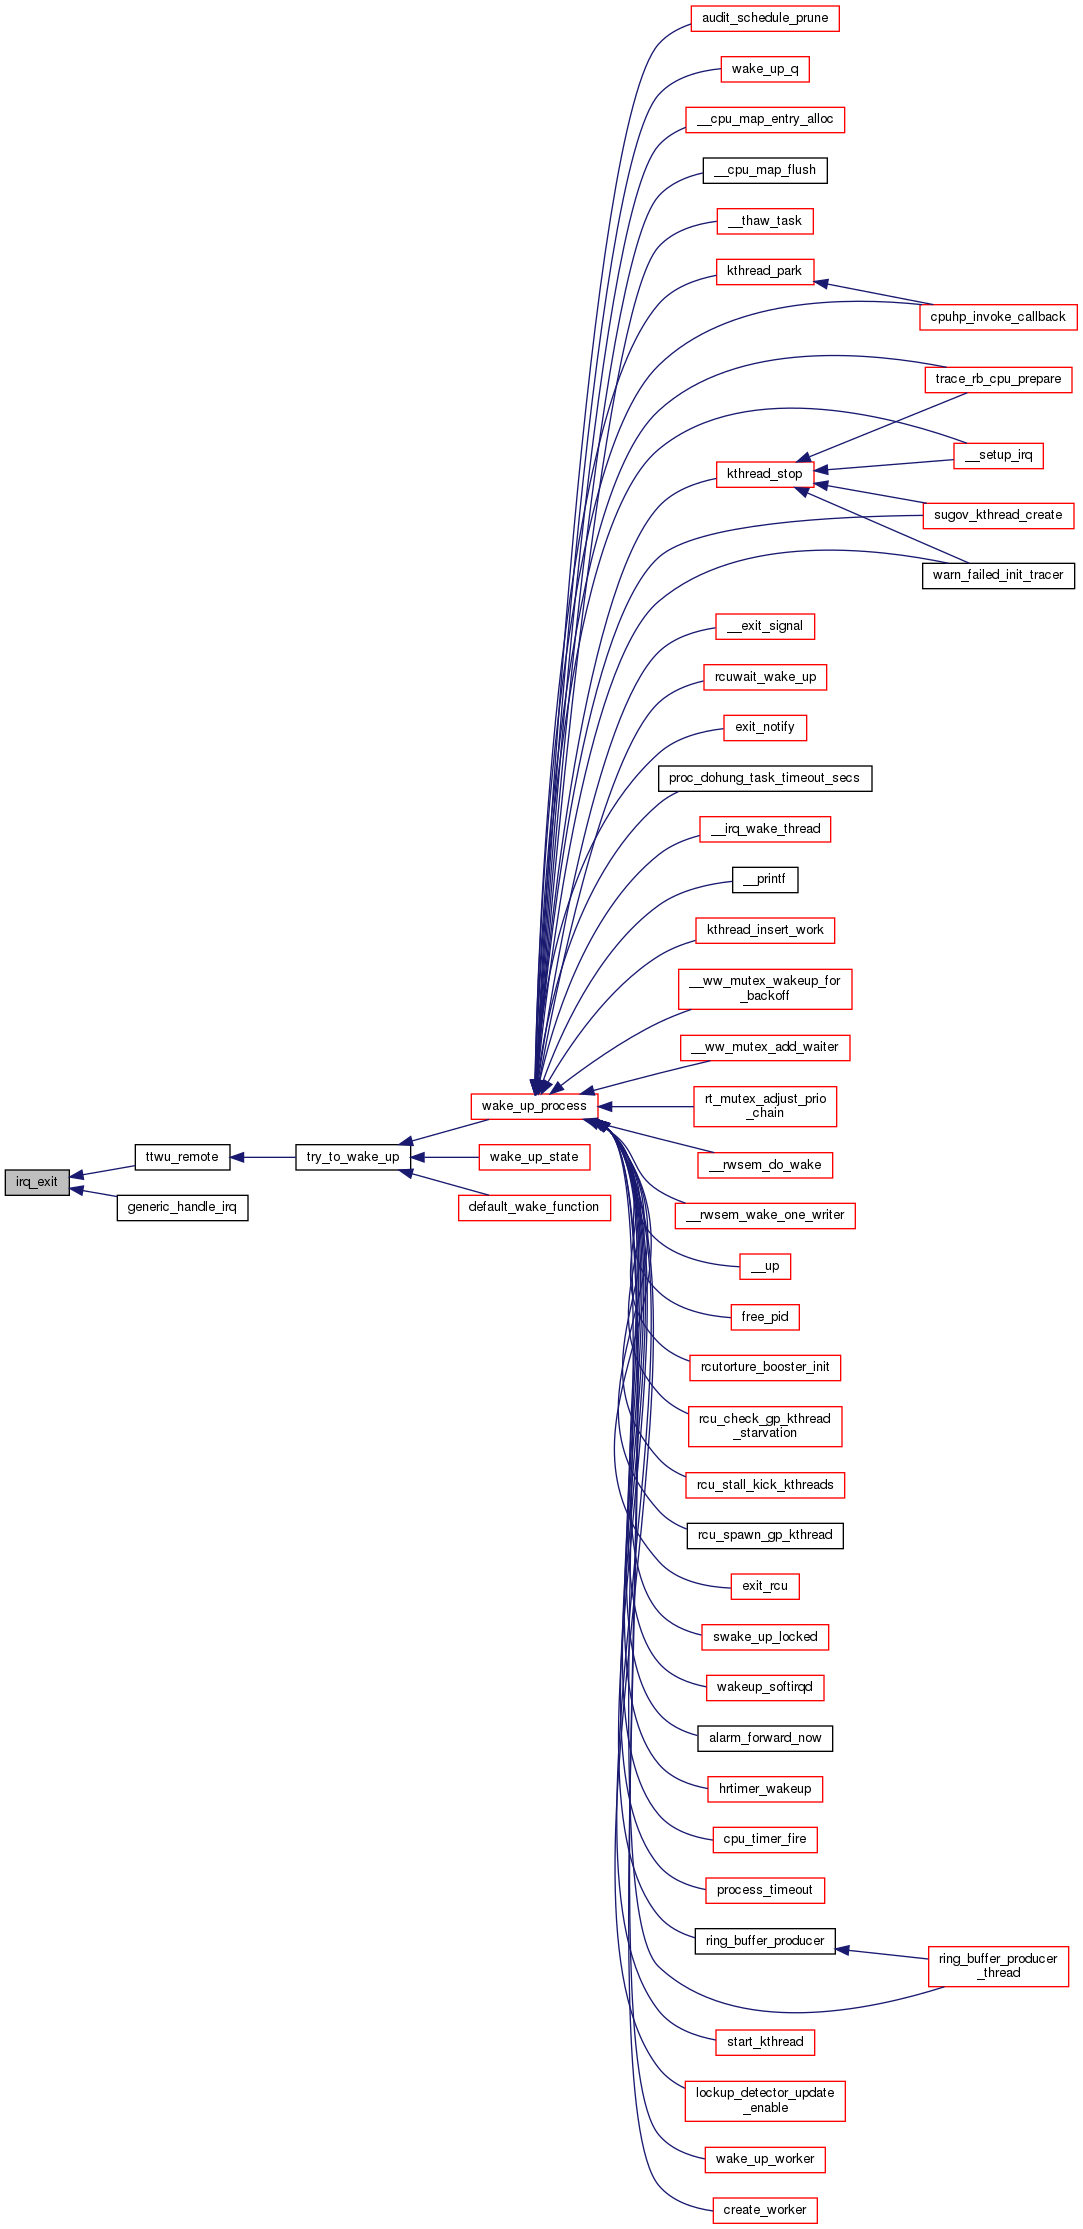 audit_schedule_prune
wake_up_q
__cpu_map_entry_alloc
__cpu_map_flush
__thaw_task
kthread_park
cpuhp_invoke_callback
trace_rb_cpu_prepare
__setup_irq
kthread_stop
sugov_kthread_create
warn_failed_init_tracer
__exit_signal
rcuwait_wake_up
exit_notify
proc_dohung_task_timeout_secs
__irq_wake_thread
__printf
kthread_insert_work
__ww_mutex_wakeup_for
_backoff
__ww_mutex_add_waiter
wake_up_process
rt_mutex_adjust_prio
_chain
irq_exit
ttwu_remote
generic_handle_irq
try_to_wake_up
wake_up_state
default_wake_function
__rwsem_do_wake
__rwsem_wake_one_writer
__up
free_pid
rcutorture_booster_init
rcu_check_gp_kthread
_starvation
rcu_stall_kick_kthreads
rcu_spawn_gp_kthread
exit_rcu
swake_up_locked
wakeup_softirqd
alarm_forward_now
hrtimer_wakeup
cpu_timer_fire
process_timeout
ring_buffer_producer
ring_buffer_producer
_thread
start_kthread
lockup_detector_update
_enable
wake_up_worker
create_worker